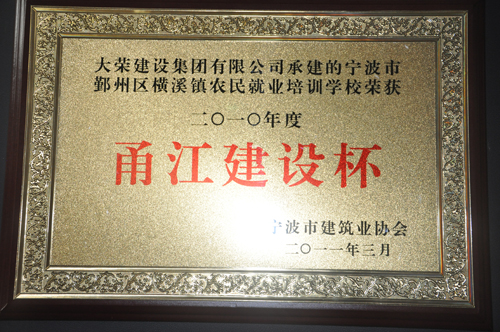 大荣建设集团有限公司承建的宁波市
鄞州区横溪镇农民就业培训学校荣获
二〇一〇年度
甬江建设杯
宁波市建筑业协会
二〇一一年三月